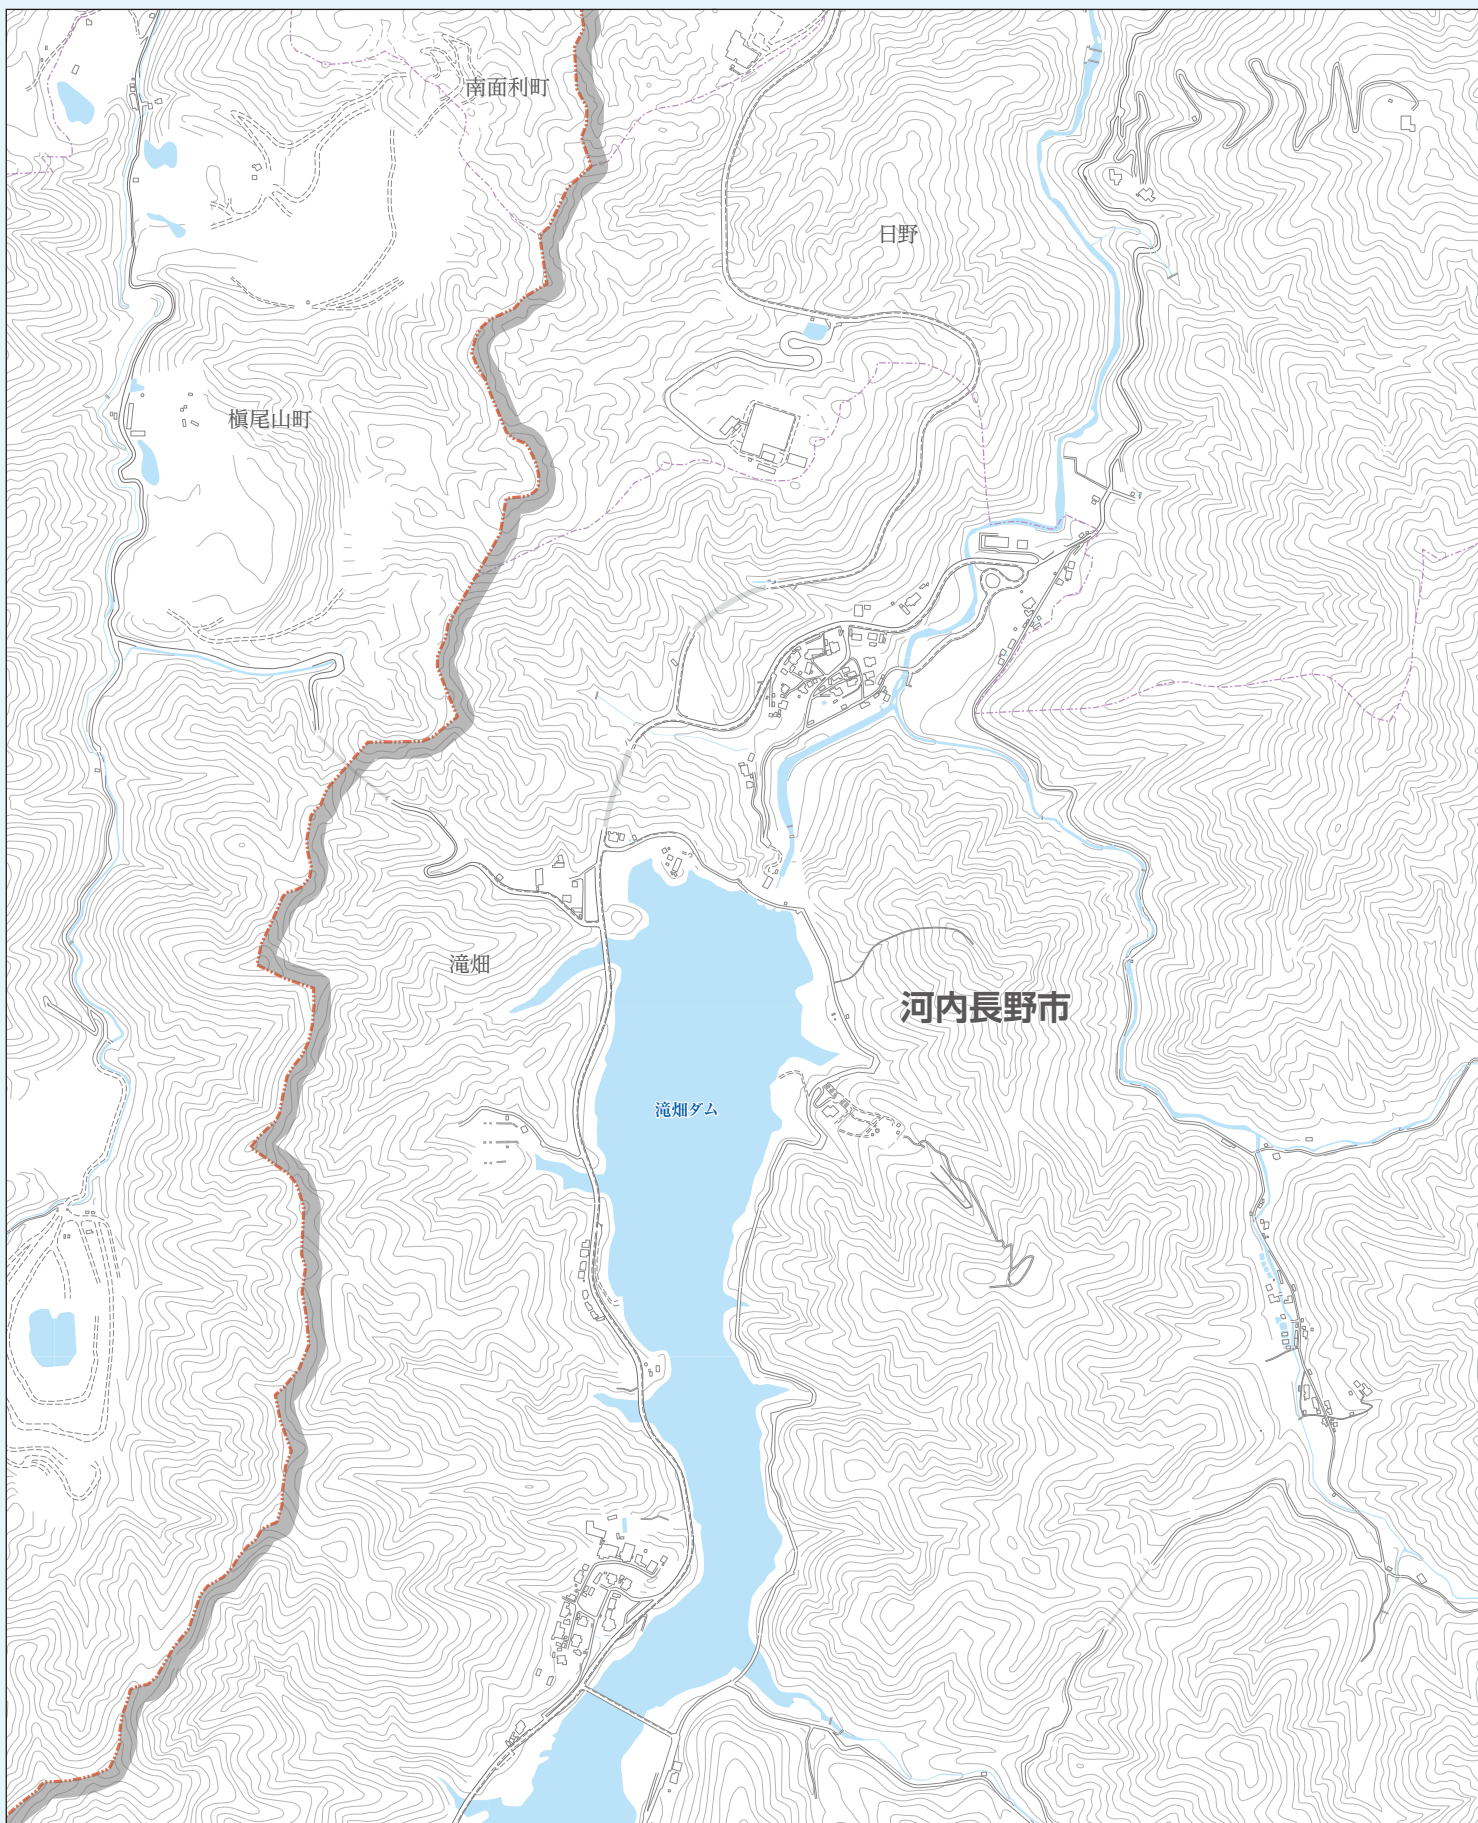 南面利町
日野
槇尾山町
滝畑
河内長野市
滝畑ダム